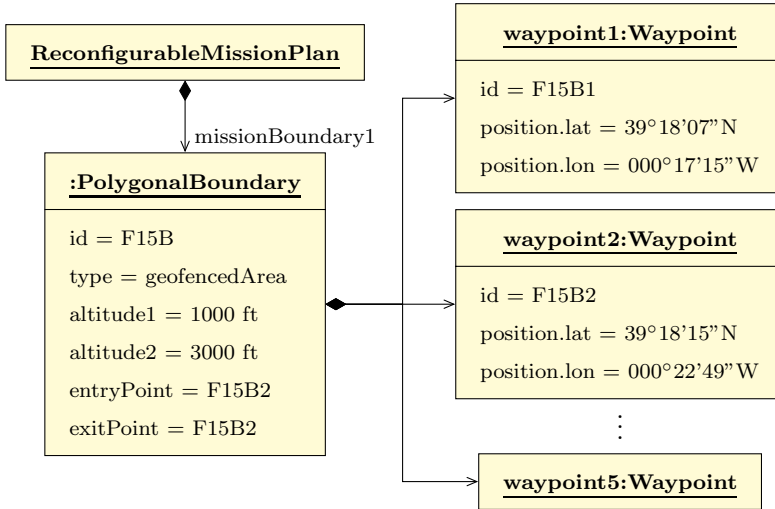 ReconfigurableMissionPlan
missionBoundary1
:PolygonalBoundary
id = F15B
type = geofencedArea
altitude1 = 1000 ft
altitude2 = 3000 ft
entryPoint = F15B2
exitPoint = F15B2
waypoint1:Waypoint
id = F15B1
position.lat = 39°18'07"N
position.lon = 000°17'15"W
waypoint2:Waypoint
id = F15B2
position.lat = 39°18'15"N
position.lon = 000°22'49"W
⋮
waypoint5:Waypoint